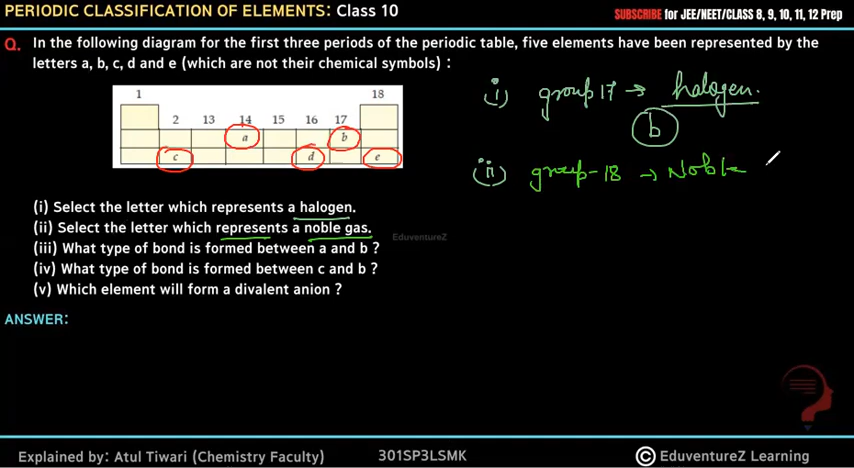 PERIODIC CLASSIFICATION OF ELEMENTS: Class 10
SUBSCRIBE for JEE/NEET/CLASS 8, 9, 10, 11, 12 Prep
Q. In the following diagram for the first three periods of the periodic table, five elements have been represented by the
letters a, b, c, d and e (which are not their chemical symbols) :
1 18
2 13 14 15 16 17
a b
c d e
(i) group 17 → halogen.
b
(ii) group-18 → Noble
(i) Select the letter which represents a halogen.
(ii) Select the letter which represents a noble gas.
(iii) What type of bond is formed between a and b ?
(iv) What type of bond is formed between c and b ?
(v) Which element will form a divalent anion ?
EduventureZ
ANSWER:
Explained by: Atul Tiwari (Chemistry Faculty)
301SP3LSMK
© EduventureZ Learning